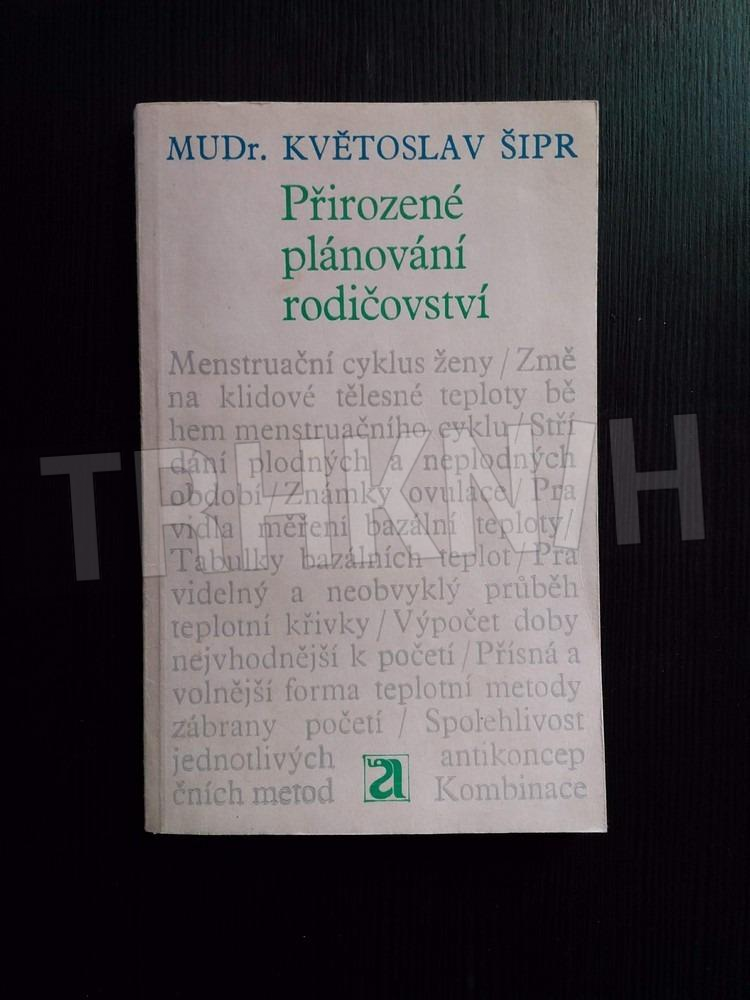 MUDr. KVĚTOSLAV ŠIPR
Přirozené
plánování
rodičovství
Menstruační cyklus ženy / Změ
na klidové tělesné teploty bě
hem menstruačního cyklu / Stří
dání plodných a neplodných
období / Známky ovulace / Pra
vidla měření bazální teploty /
Tabulky bazálních teplot / Pra
videlný a neobvyklý průběh
teplotní křivky / Výpočet doby
nejvhodnější k početí / Přísná a
volnější forma teplotní metody
zábrany početí / Spolehlivost
jednotlivých antikoncep
čních metod Kombinace
TRHKNIH